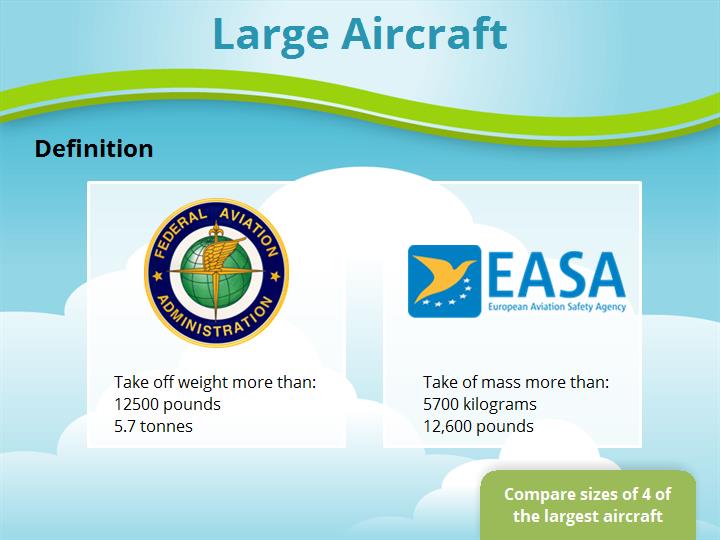 Large Aircraft
Definition
FEDERAL AVIATION
ADMINISTRATION
Take off weight more than:
12500 pounds
5.7 tonnes
EASA
European Aviation Safety Agency
Take of mass more than:
5700 kilograms
12,600 pounds
Compare sizes of 4 of
the largest aircraft